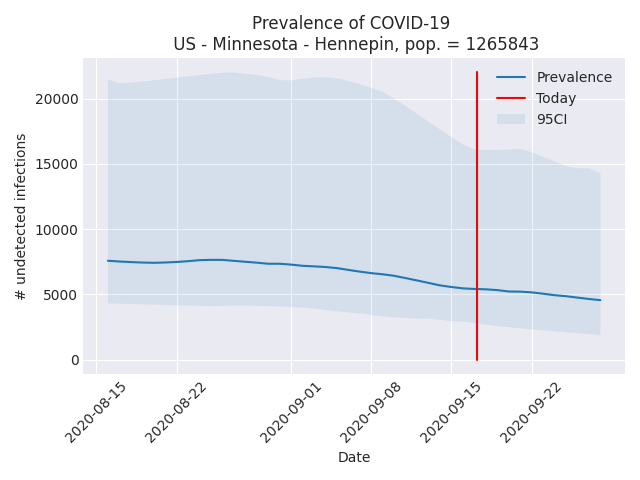 Prevalence of COVID-19
US - Minnesota - Hennepin, pop. = 1265843
Prevalence
Today
95CI
20000
15000
10000
5000
0
# undetected infections
2020-08-15
2020-08-22
2020-09-01
2020-09-08
2020-09-15
2020-09-22
Date